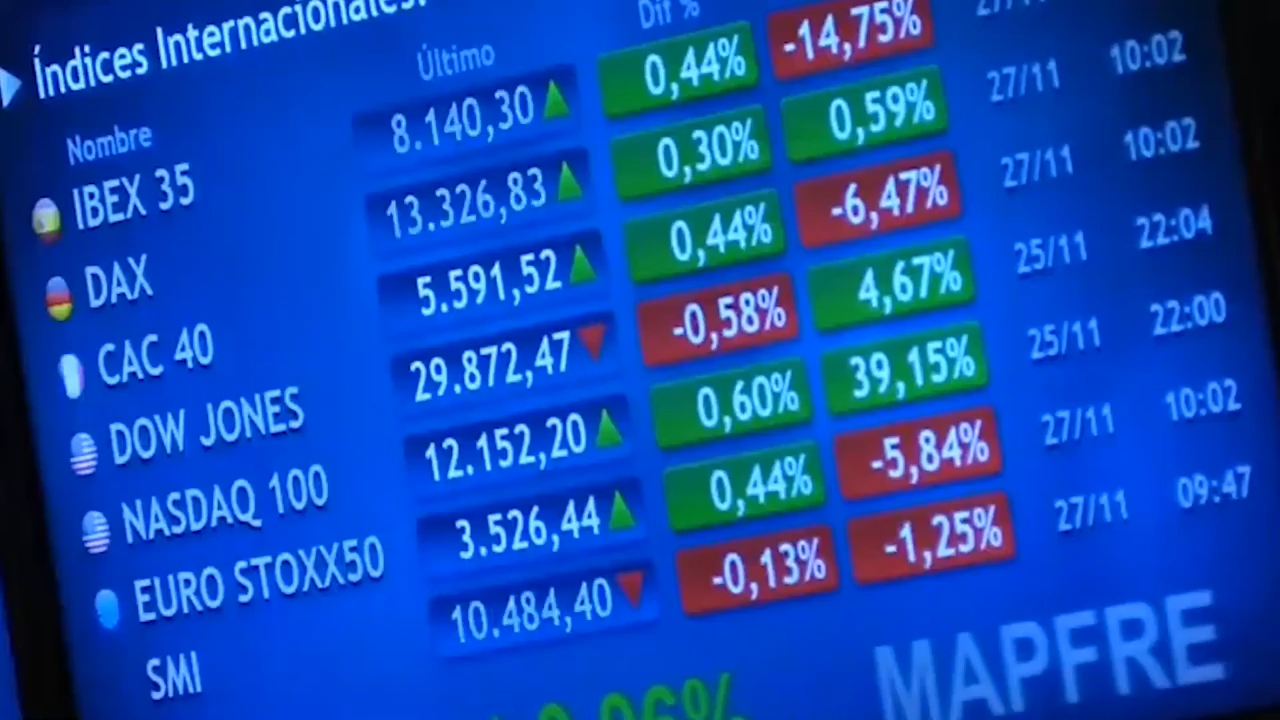 Índices Internacionales.
Nombre Último Dif %
IBEX 35 8.140,30 0,44% -14,75%
DAX 13.326,83 0,30% 0,59% 27/11 10:02
CAC 40 5.591,52 0,44% -6,47% 27/11 10:02
DOW JONES 29.872,47 -0,58% 4,67% 25/11 22:04
NASDAQ 100 12.152,20 0,60% 39,15% 25/11 22:00
EURO STOXX50 3.526,44 0,44% -5,84% 27/11 10:02
SMI 10.484,40 -0,13% -1,25% 27/11 09:47
MAPFRE